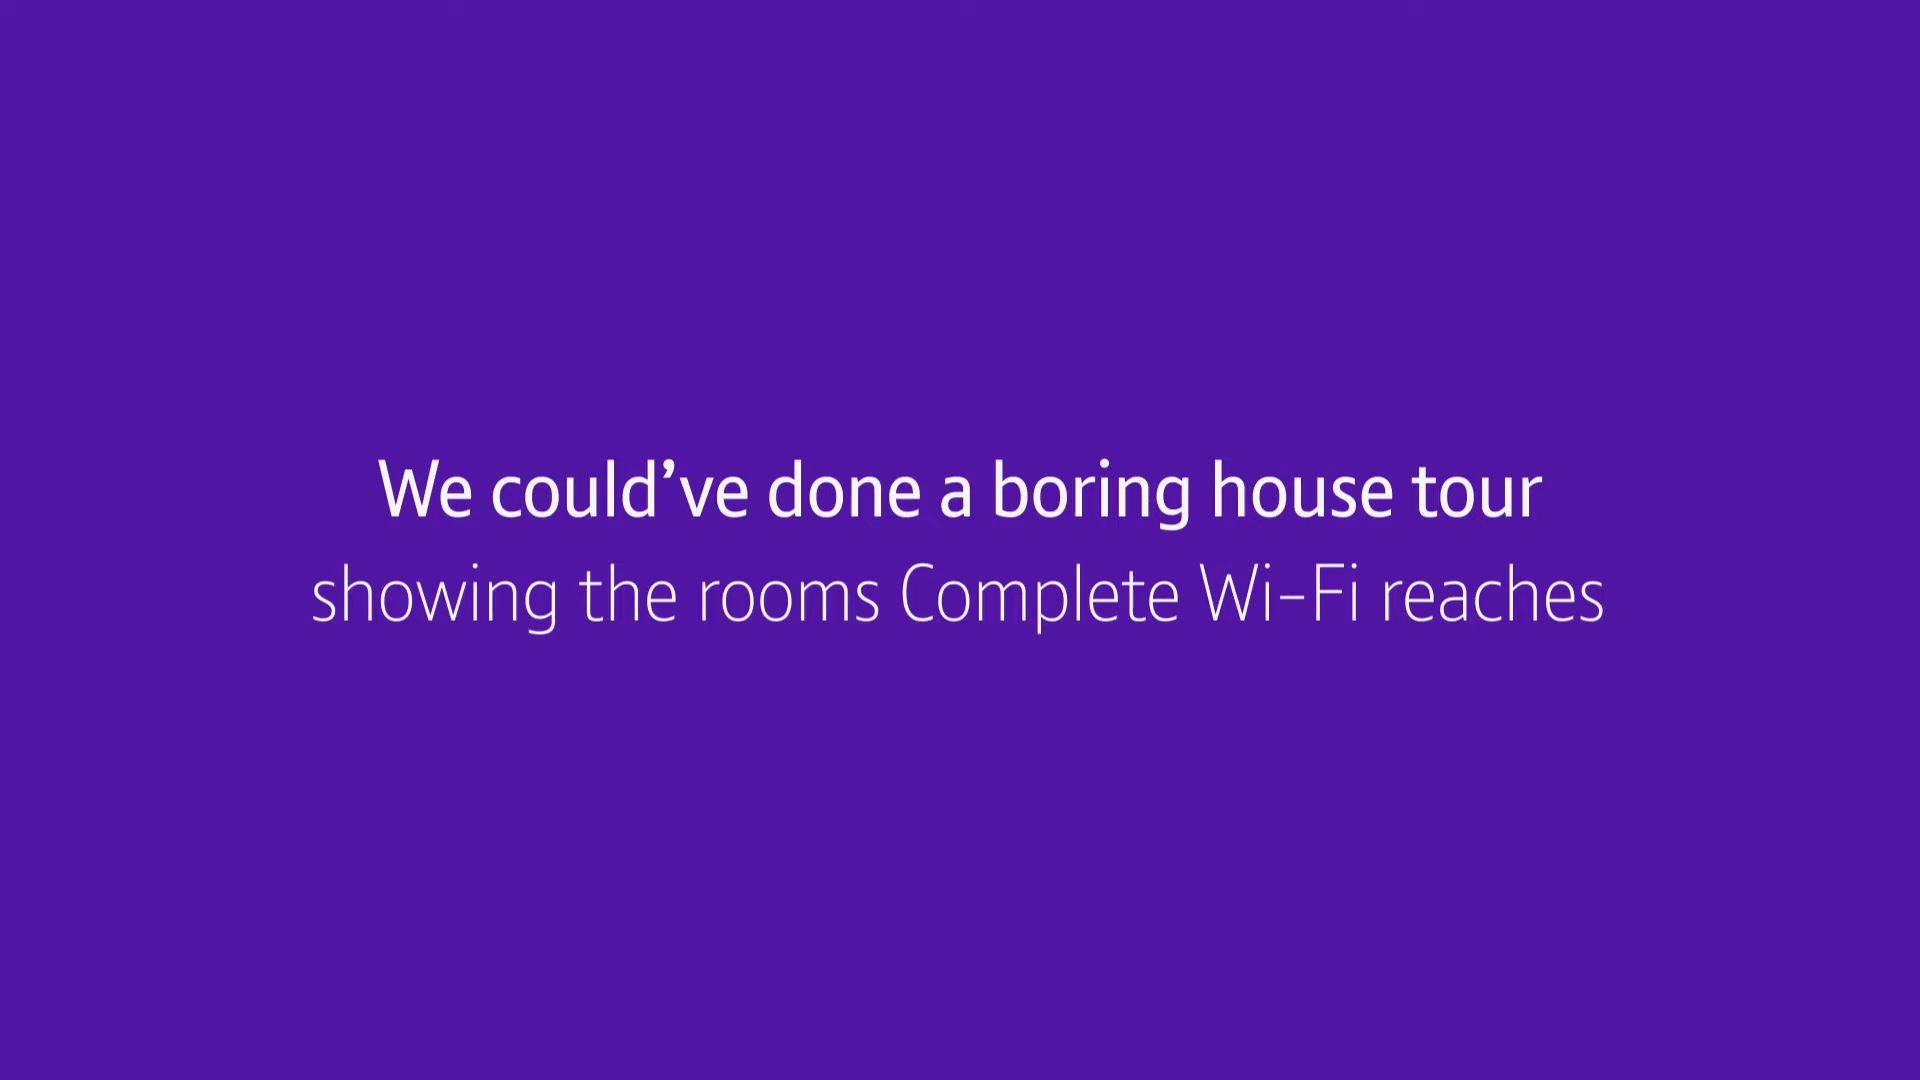 We could’ve done a boring house tour
showing the rooms Complete Wi-Fi reaches